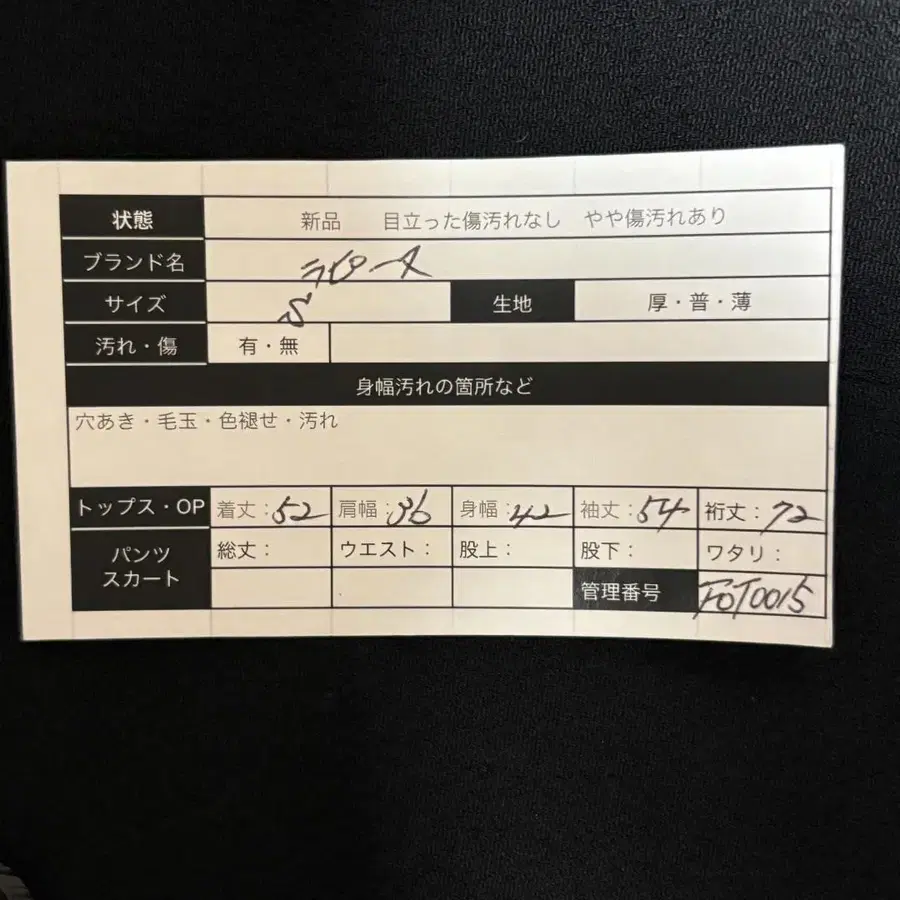 状態 新品 目立った傷汚れなし やや傷汚れあり
ブランド名 ラピーヌ
サイズ S 生地 厚・普・薄
汚れ・傷 有・無
身幅汚れの箇所など
穴あき・毛玉・色褪せ・汚れ
トップス・OP 着丈:52 肩幅:36 身幅:42 袖丈:54 裄丈:72
パンツ スカート 総丈: ウエスト: 股上: 股下: ワタリ:
管理番号 FOT0015